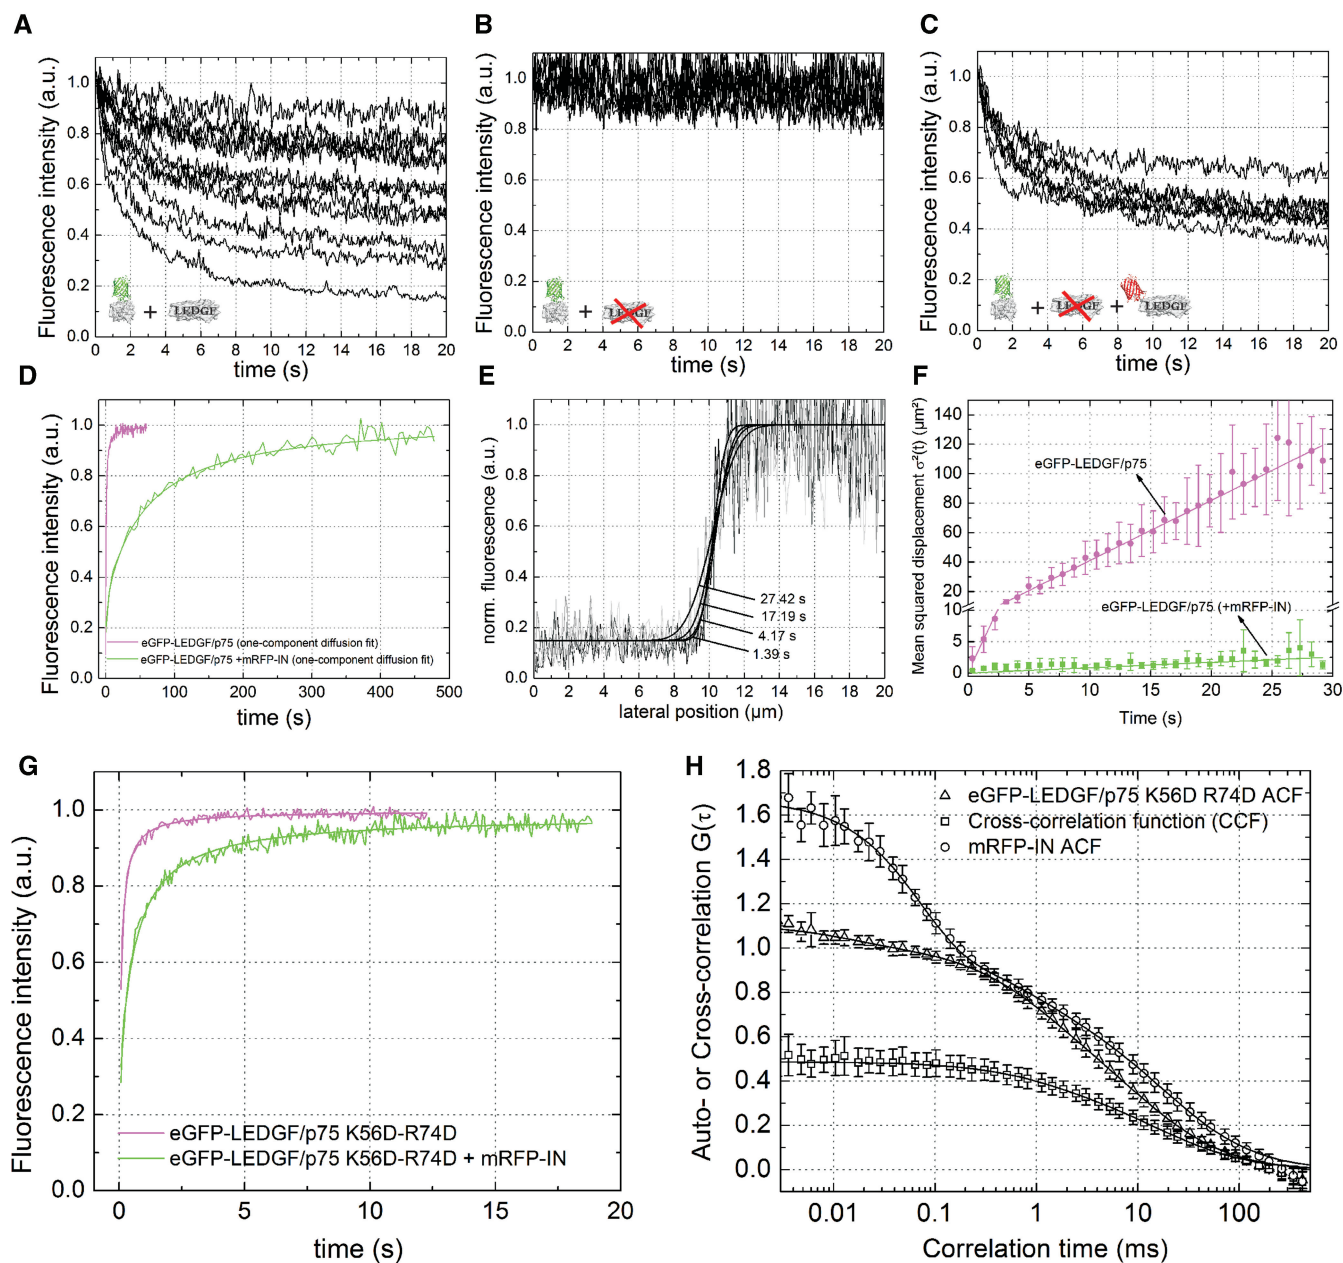 A
Fluorescence intensity (a.u.)
1.0
0.8
0.6
0.4
0.2
0.0
+ LEDGF
0 2 4 6 8 10 12 14 16 18 20
time (s)
B
Fluorescence intensity (a.u.)
1.0
0.8
0.6
0.4
0.2
0.0
+ LEDGF
0 2 4 6 8 10 12 14 16 18 20
time (s)
C
Fluorescence intensity (a.u.)
1.0
0.8
0.6
0.4
0.2
0.0
+ LEDGF + LEDGF
0 2 4 6 8 10 12 14 16 18 20
time (s)
D
Fluorescence intensity (a.u.)
1.0
0.8
0.6
0.4
0.2
0.0
eGFP-LEDGF/p75 (one-component diffusion fit)
eGFP-LEDGF/p75 +mRFP-IN (one-component diffusion fit)
0 100 200 300 400 500
time (s)
E
norm. fluorescence (a.u.)
1.0
0.8
0.6
0.4
0.2
0.0
27.42 s
17.19 s
4.17 s
1.39 s
0 2 4 6 8 10 12 14 16 18 20
lateral position (µm)
F
Mean squared displacement σ²(t) (µm²)
140
120
100
80
60
40
20
10
5
0
eGFP-LEDGF/p75
eGFP-LEDGF/p75 (+mRFP-IN)
0 5 10 15 20 25 30
Time (s)
G
Fluorescence intensity (a.u.)
1.0
0.8
0.6
0.4
0.2
0.0
eGFP-LEDGF/p75 K56D-R74D
eGFP-LEDGF/p75 K56D-R74D + mRFP-IN
0 5 10 15 20
time (s)
H
Auto- or Cross-correlation G(τ)
1.8
1.6
1.4
1.2
1.0
0.8
0.6
0.4
0.2
0.0
eGFP-LEDGF/p75 K56D R74D ACF
Cross-correlation function (CCF)
mRFP-IN ACF
0.01 0.1 1 10 100
Correlation time (ms)